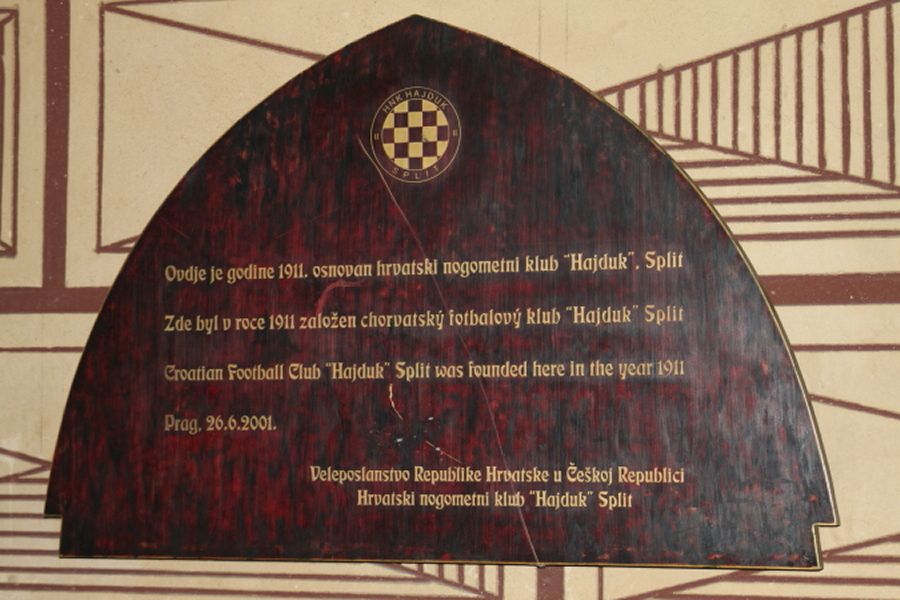 HNK HAJDUK
SPLIT
Ovdje je godine 1911. osnovan hrvatski nogometni klub "Hajduk", Split
Zde byl v roce 1911 založen chorvatský fotbalový klub "Hajduk" Split
Croatian Football Club "Hajduk" Split was founded here in the year 1911
Prag, 26.6.2001.
Veleposlanstvo Republike Hrvatske u Češkoj Republici
Hrvatski nogometni klub "Hajduk" Split